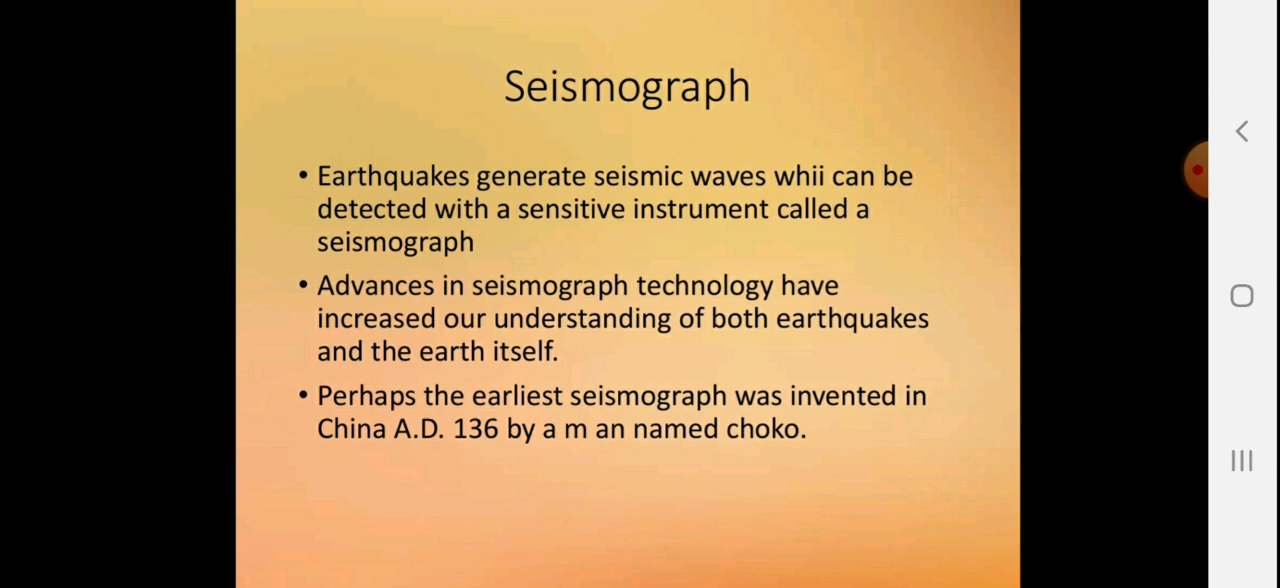 Seismograph
• Earthquakes generate seismic waves whii can be
detected with a sensitive instrument called a
seismograph
• Advances in seismograph technology have
increased our understanding of both earthquakes
and the earth itself.
• Perhaps the earliest seismograph was invented in
China A.D. 136 by a m an named choko.